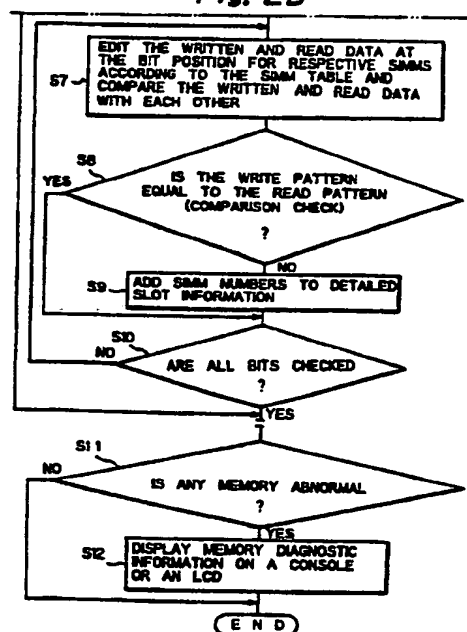 Fig. 2B
EDIT THE WRITTEN AND READ DATA AT
THE BIT POSITION FOR RESPECTIVE SIMMS
ACCORDING TO THE SIMM TABLE AND
COMPARE THE WRITTEN AND READ DATA
WITH EACH OTHER
S7
S8
YES
IS THE WRITE PATTERN
EQUAL TO THE READ PATTERN
(COMPARISON CHECK)
?
NO
S9
ADD SIMM NUMBERS TO DETAILED
SLOT INFORMATION
S10
NO
ARE ALL BITS CHECKED
?
YES
S11
NO
IS ANY MEMORY ABNORMAL
?
YES
S12
DISPLAY MEMORY DIAGNOSTIC
INFORMATION ON A CONSOLE
OR AN LCD
END